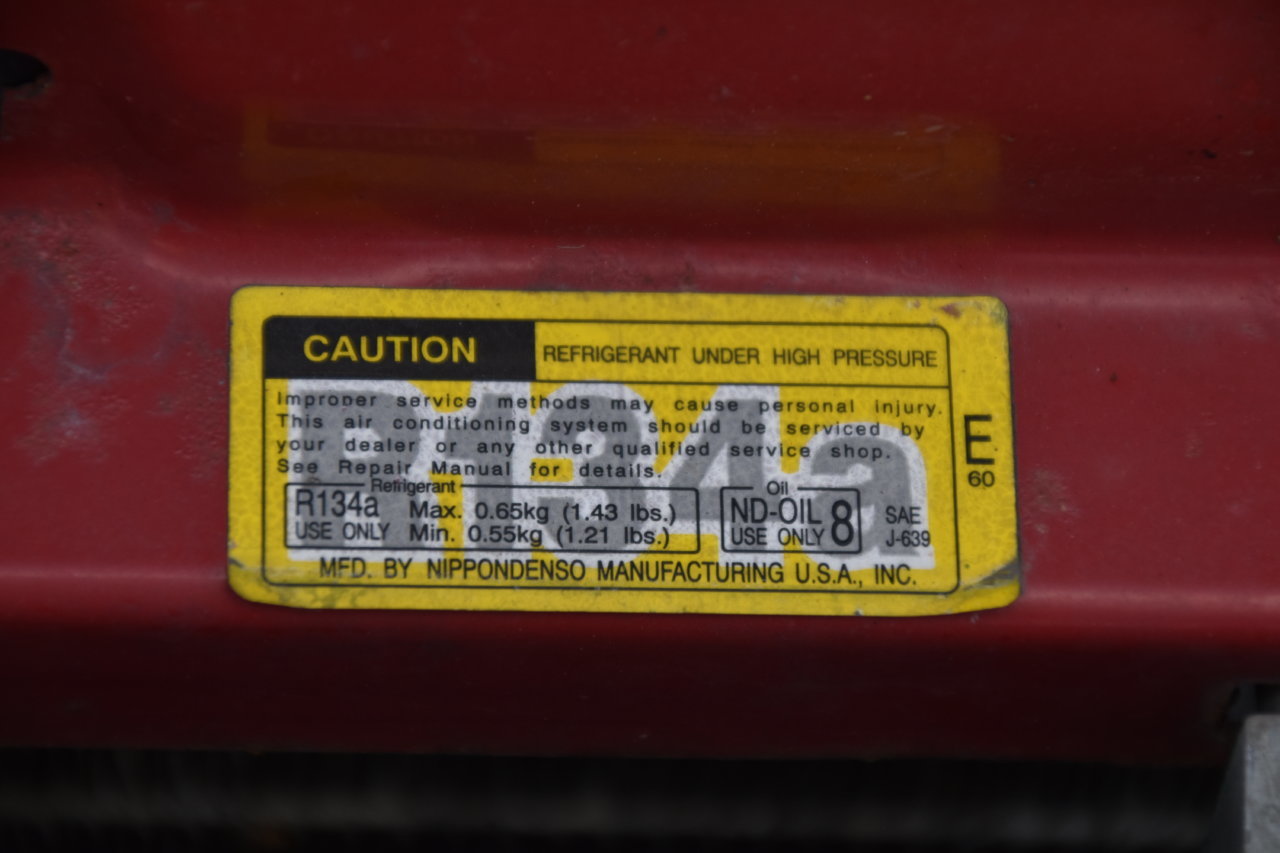 CAUTION REFRIGERANT UNDER HIGH PRESSURE
R134a
Improper service methods may cause personal injury.
This air conditioning system should be serviced by
your dealer or any other qualified service shop.
See Repair Manual for details.
E
60
Refrigerant
R134a Max. 0.65kg (1.43 lbs.)
USE ONLY Min. 0.55kg (1.21 lbs.)
Oil
ND-OIL 8
USE ONLY
SAE
J-639
MFD. BY NIPPONDENSO MANUFACTURING U.S.A., INC.